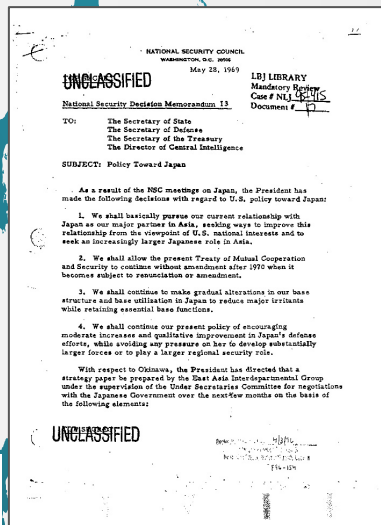 NATIONAL SECURITY COUNCIL
WASHINGTON, D.C. 20506
May 28, 1969
UNCLASSIFIED
LBJ LIBRARY
Mandatory Review
Case # NLJ
Document #
National Security Decision Memorandum 13
TO: The Secretary of State
The Secretary of Defense
The Secretary of the Treasury
The Director of Central Intelligence
SUBJECT: Policy Toward Japan
As a result of the NSC meetings on Japan, the President has
made the following decisions with regard to U.S. policy toward Japan:
1. We shall basically pursue our current relationship with
Japan as our major partner in Asia, seeking ways to improve this
relationship from the viewpoint of U.S. national interests and to
seek an increasingly larger Japanese role in Asia.
2. We shall allow the present Treaty of Mutual Cooperation
and Security to continue without amendment after 1970 when it
becomes subject to renunciation or amendment.
3. We shall continue to make gradual alterations in our base
structure and base utilization in Japan to reduce major irritants
while retaining essential base functions.
4. We shall continue our present policy of encouraging
moderate increases and qualitative improvement in Japan's defense
efforts, while avoiding any pressure on her to develop substantially
larger forces or to play a larger regional security role.
With respect to Okinawa, the President has directed that a
strategy paper be prepared by the East Asia Interdepartmental Group
under the supervision of the Under Secretaries Committee for negotiations
with the Japanese Government over the next few months on the basis of
the following elements:
UNCLASSIFIED